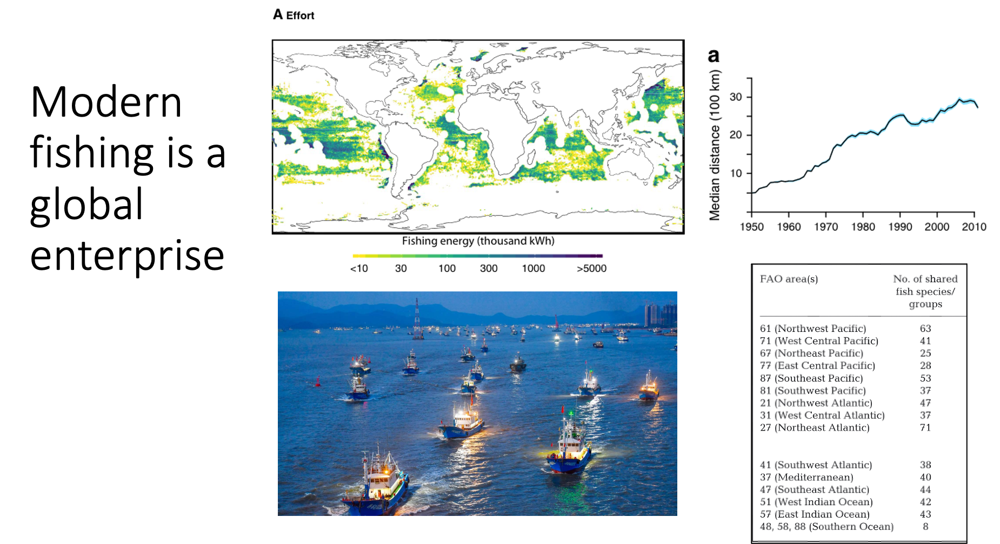 Modern
fishing is a
global
enterprise
A Effort
Fishing energy (thousand kWh)
<10 30 100 300 1000 >5000
a
Median distance (100 km)
30
20
10
1950 1960 1970 1980 1990 2000 2010
FAO area(s) No. of shared
fish species/
groups
61 (Northwest Pacific) 63
71 (West Central Pacific) 41
67 (Northeast Pacific) 25
77 (East Central Pacific) 28
87 (Southeast Pacific) 53
81 (Southwest Pacific) 37
21 (Northwest Atlantic) 47
31 (West Central Atlantic) 37
27 (Northeast Atlantic) 71
41 (Southwest Atlantic) 38
37 (Mediterranean) 40
47 (Southeast Atlantic) 44
51 (West Indian Ocean) 42
57 (East Indian Ocean) 43
48, 58, 88 (Southern Ocean) 8